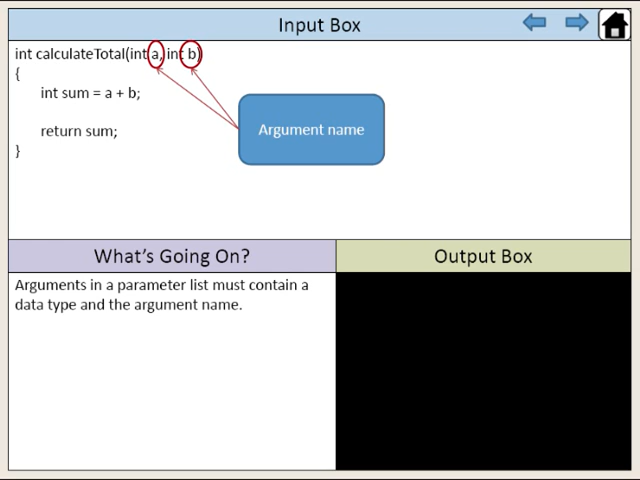 Input Box
int calculateTotal(int a, int b)
{
int sum = a + b;
return sum;
}
Argument name
What's Going On?
Output Box
Arguments in a parameter list must contain a
data type and the argument name.